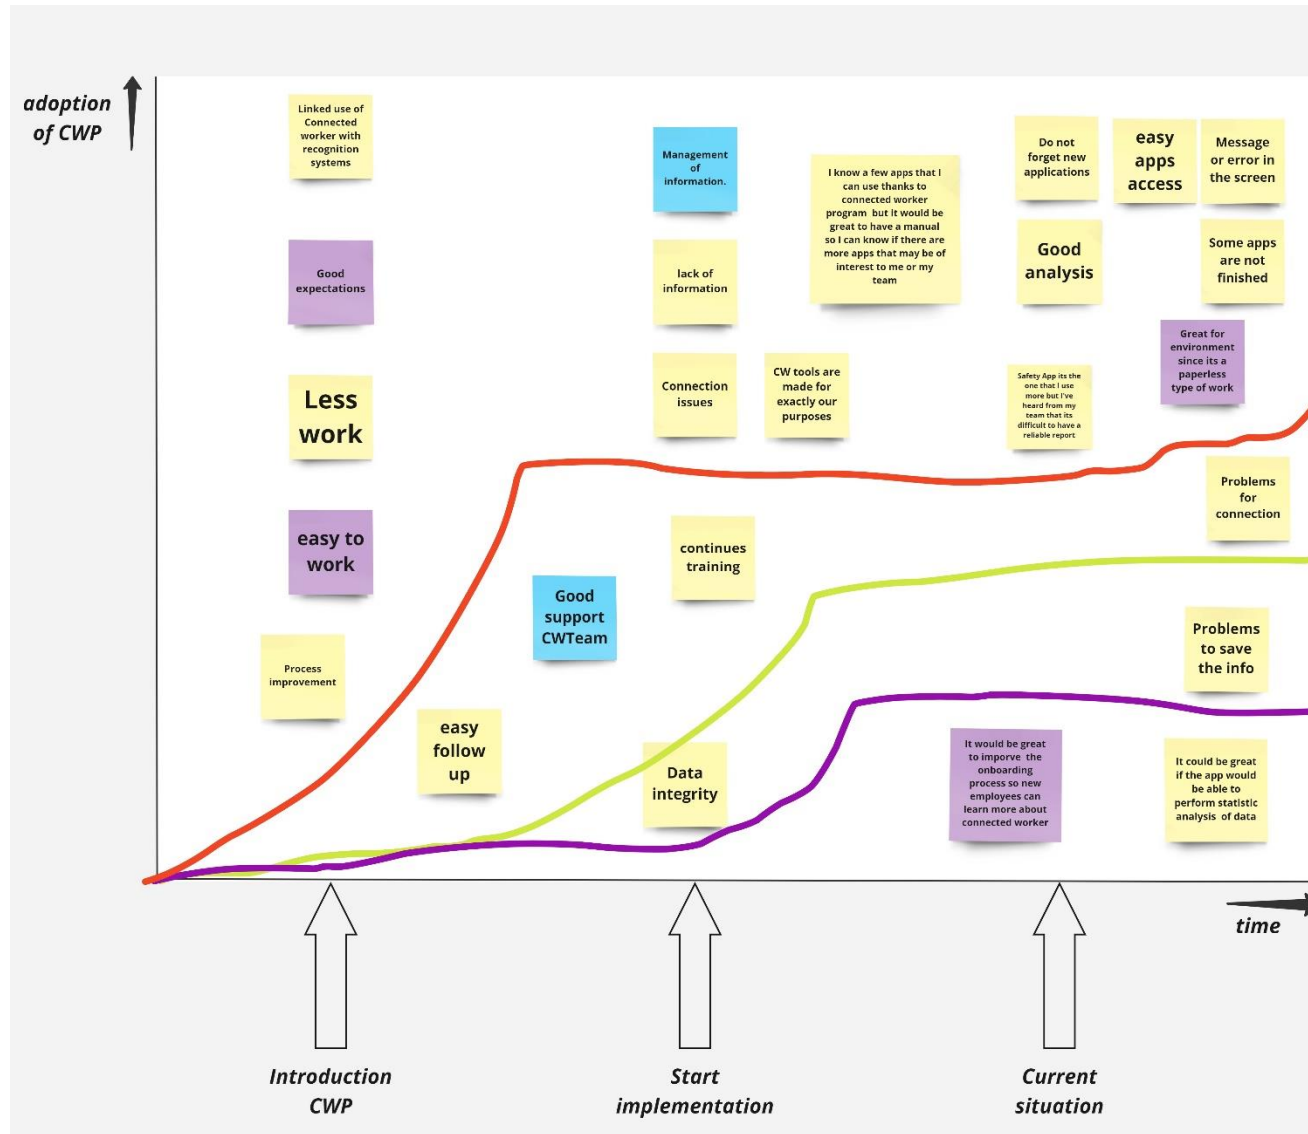 adoption
of CWP
Linked use of
Connected
worker with
recognition
systems
Good
expectations
Less
work
easy to
work
Process
improvement
easy
follow
up
Good
support
CWTeam
Management
of
information.
lack of
information
Connection
issues
CW tools are
made for
exactly our
purposes
continues
training
Data
integrity
I know a few apps that I
can use thanks to
connected worker
program but it would be
great to have a manual
so I can know if there are
more apps that may be of
interest to me or my
team
Do not
forget new
applications
easy
apps
access
Message
or error in
the screen
Good
analysis
Some apps
are not
finished
Great for
environment
since its a
paperless
type of work
Safety App its the
one that I use
more but I've
heard from my
team that its
difficult to have a
reliable report
Problems
for
connection
Problems
to save
the info
It would be great
to imporve the
onboarding
process so new
employees can
learn more about
connected worker
It could be great
if the app would
be able to
perform statistic
analysis of data
time
Introduction
CWP
Start
implementation
Current
situation